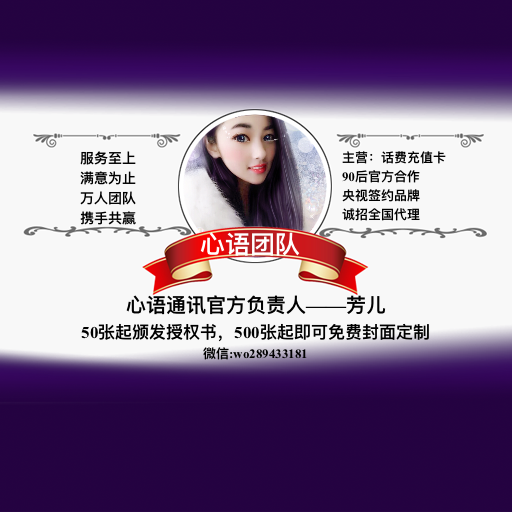 服务至上
满意为止
万人团队
携手共赢
主营：话费充值卡
90后官方合作
央视签约品牌
诚招全国代理
心语团队
心语通讯官方负责人——芳儿
50张起颁发授权书，500张起即可免费封面定制
微信:wo289433181